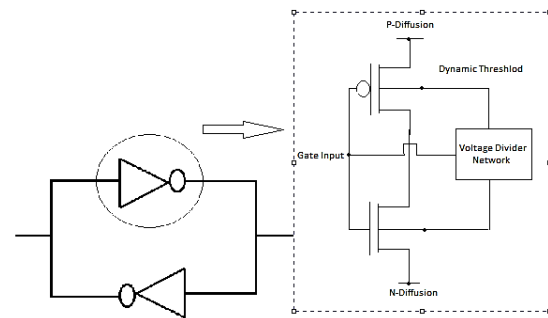 P-Diffusion
Dynamic Threshlod
Gate Input
Voltage Divider
Network
N-Diffusion